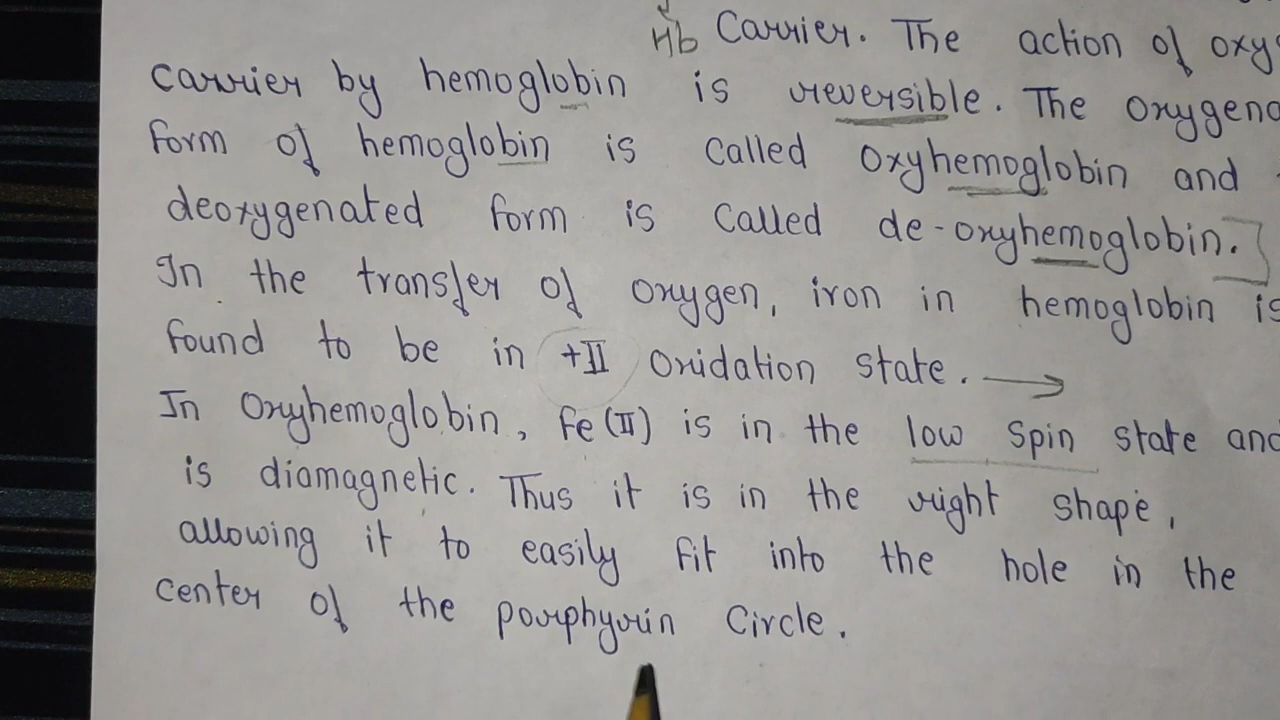 Hb Carrier. The action of oxy
carrier by hemoglobin is reversible. The Oxygena
form of hemoglobin is called Oxyhemoglobin and
deoxygenated form is called de-oxyhemoglobin.]
In the transfer of oxygen, iron in hemoglobin is
found to be in +II Oxidation state. →
In Oxyhemoglobin, Fe(II) is in the low spin state and
is diamagnetic. Thus it is in the right shape,
allowing it to easily fit into the hole in the
center of the porphyrin Circle.